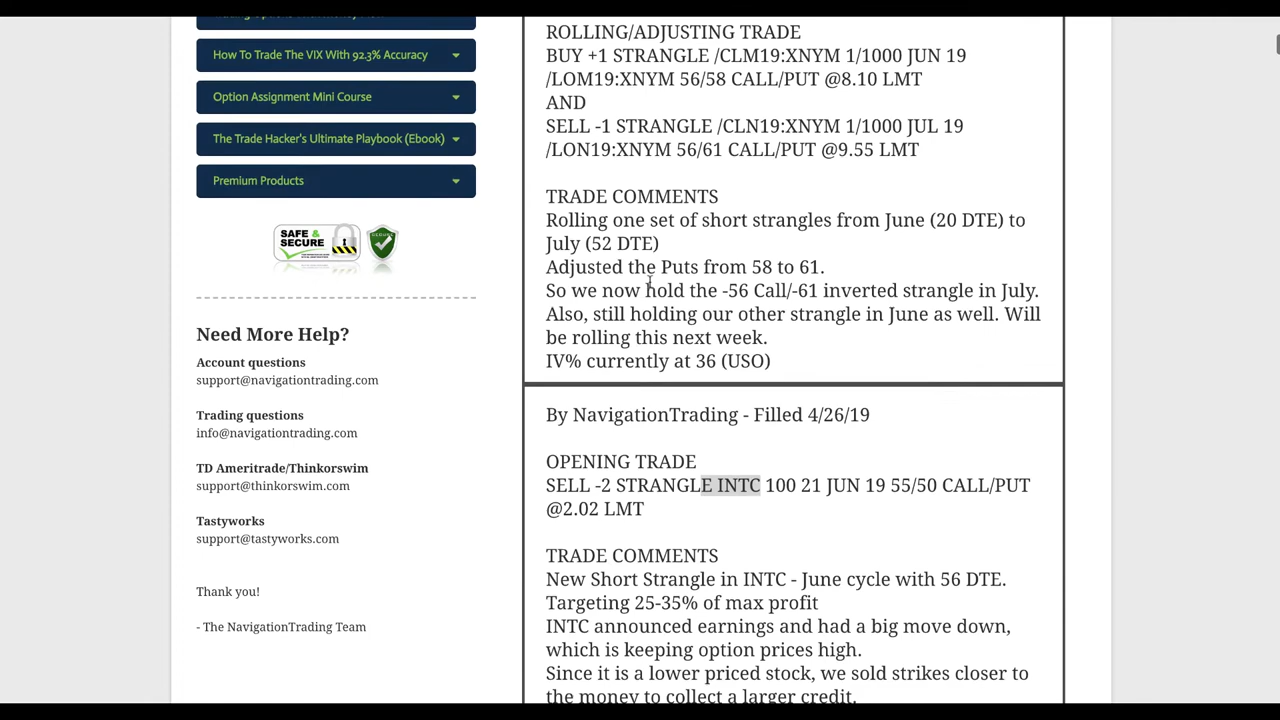 How To Trade The VIX With 92.3% Accuracy
Option Assignment Mini Course
The Trade Hacker's Ultimate Playbook (Ebook)
Premium Products
SAFE &
SECURE
Need More Help?
Account questions
support@navigationtrading.com
Trading questions
info@navigationtrading.com
TD Ameritrade/Thinkorswim
support@thinkorswim.com
Tastyworks
support@tastyworks.com
Thank you!
- The NavigationTrading Team
ROLLING/ADJUSTING TRADE
BUY +1 STRANGLE /CLM19:XNYM 1/1000 JUN 19
/LOM19:XNYM 56/58 CALL/PUT @8.10 LMT
AND
SELL -1 STRANGLE /CLN19:XNYM 1/1000 JUL 19
/LON19:XNYM 56/61 CALL/PUT @9.55 LMT
TRADE COMMENTS
Rolling one set of short strangles from June (20 DTE) to
July (52 DTE)
Adjusted the Puts from 58 to 61.
So we now hold the -56 Call/-61 inverted strangle in July.
Also, still holding our other strangle in June as well. Will
be rolling this next week.
IV% currently at 36 (USO)
By NavigationTrading - Filled 4/26/19
OPENING TRADE
SELL -2 STRANGLE INTC 100 21 JUN 19 55/50 CALL/PUT
@2.02 LMT
TRADE COMMENTS
New Short Strangle in INTC - June cycle with 56 DTE.
Targeting 25-35% of max profit
INTC announced earnings and had a big move down,
which is keeping option prices high.
Since it is a lower priced stock, we sold strikes closer to
the money to collect a larger credit.